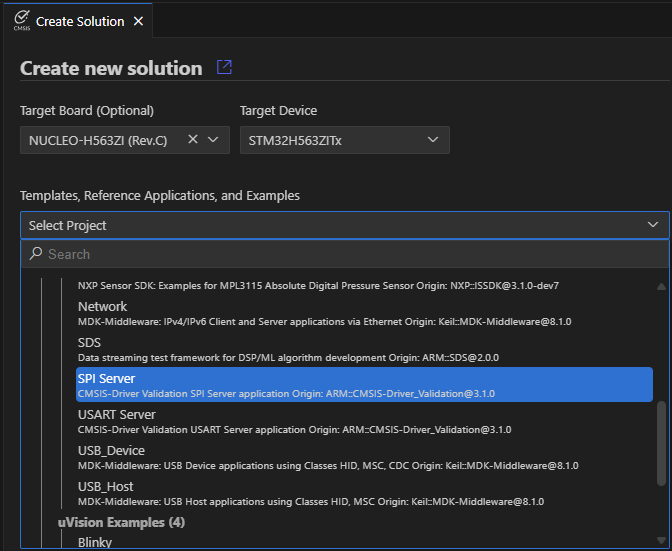 CMSIS
Create Solution
Create new solution
Target Board (Optional) Target Device
NUCLEO-H563ZI (Rev.C) STM32H563ZITx
Templates, Reference Applications, and Examples
Select Project
Search
NXP Sensor SDK: Examples for MPL3115 Absolute Digital Pressure Sensor Origin: NXP::ISSDK@3.1.0-dev7
Network
MDK-Middleware: IPv4/IPv6 Client and Server applications via Ethernet Origin: Keil::MDK-Middleware@8.1.0
SDS
Data streaming test framework for DSP/ML algorithm development Origin: ARM::SDS@2.0.0
SPI Server
CMSIS-Driver Validation SPI Server application Origin: ARM::CMSIS-Driver_Validation@3.1.0
USART Server
CMSIS-Driver Validation USART Server application Origin: ARM::CMSIS-Driver_Validation@3.1.0
USB_Device
MDK-Middleware: USB Device applications using Classes HID, MSC, CDC Origin: Keil::MDK-Middleware@8.1.0
USB_Host
MDK-Middleware: USB Host applications using Classes HID, MSC Origin: Keil::MDK-Middleware@8.1.0
uVision Examples (4)
Blinky